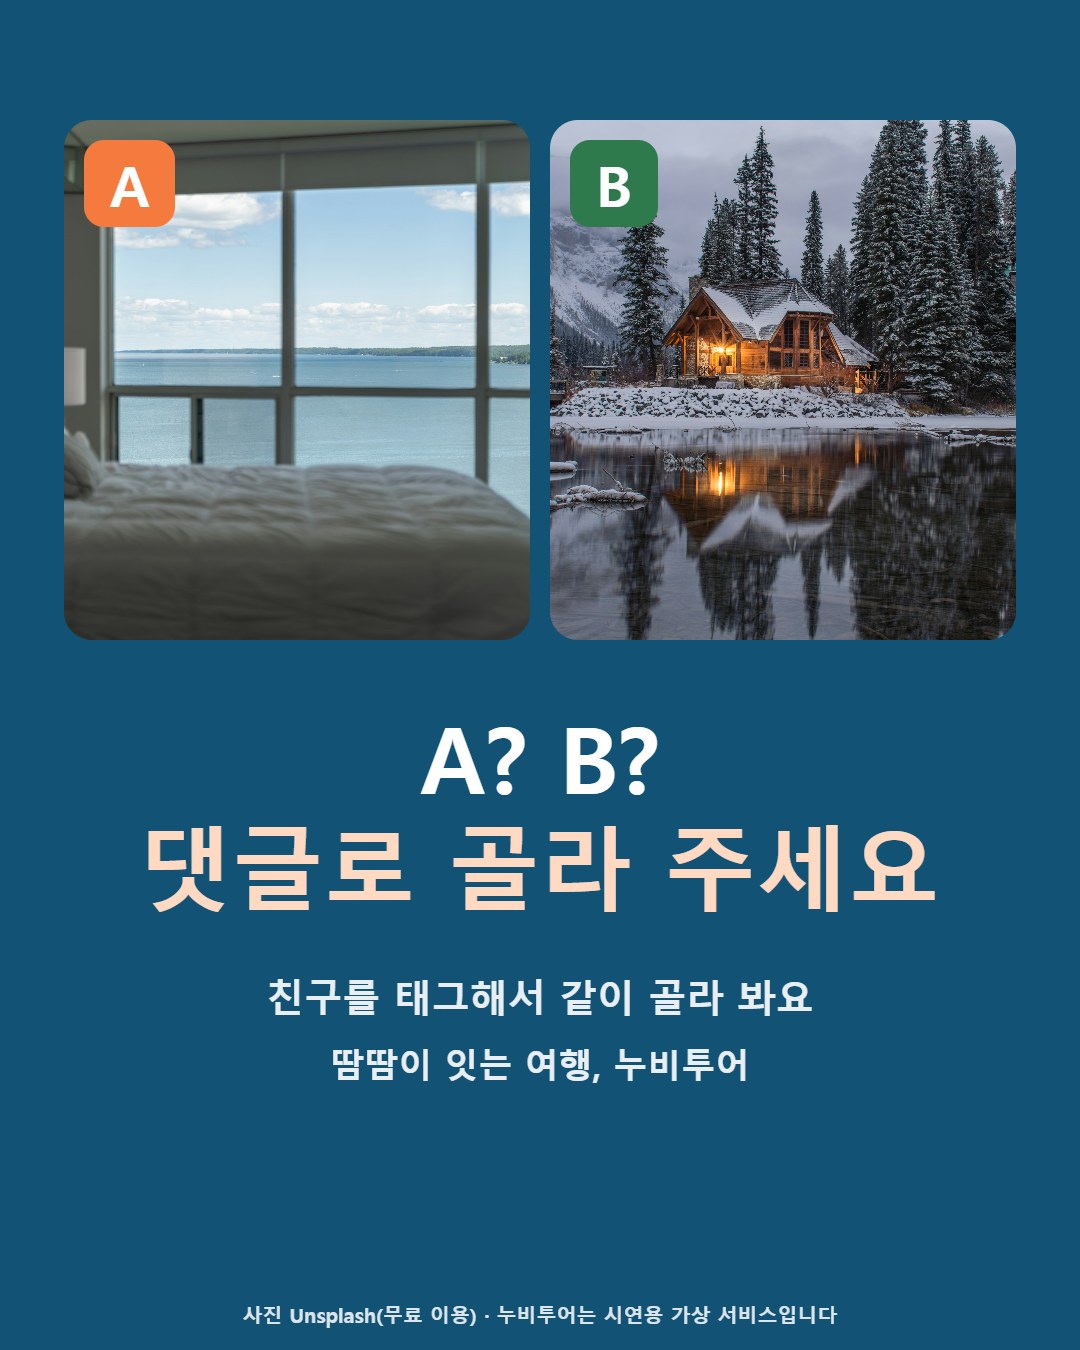 A
B
A? B?
댓글로 골라 주세요
친구를 태그해서 같이 골라 봐요
땀땀이 잇는 여행, 누비투어
사진 Unsplash(무료 이용) · 누비투어는 시연용 가상 서비스입니다